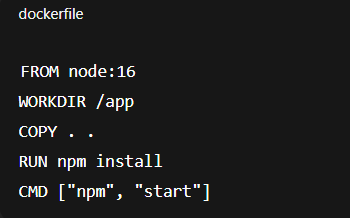 dockerfile
FROM node:16
WORKDIR /app
COPY . .
RUN npm install
CMD ["npm", "start"]